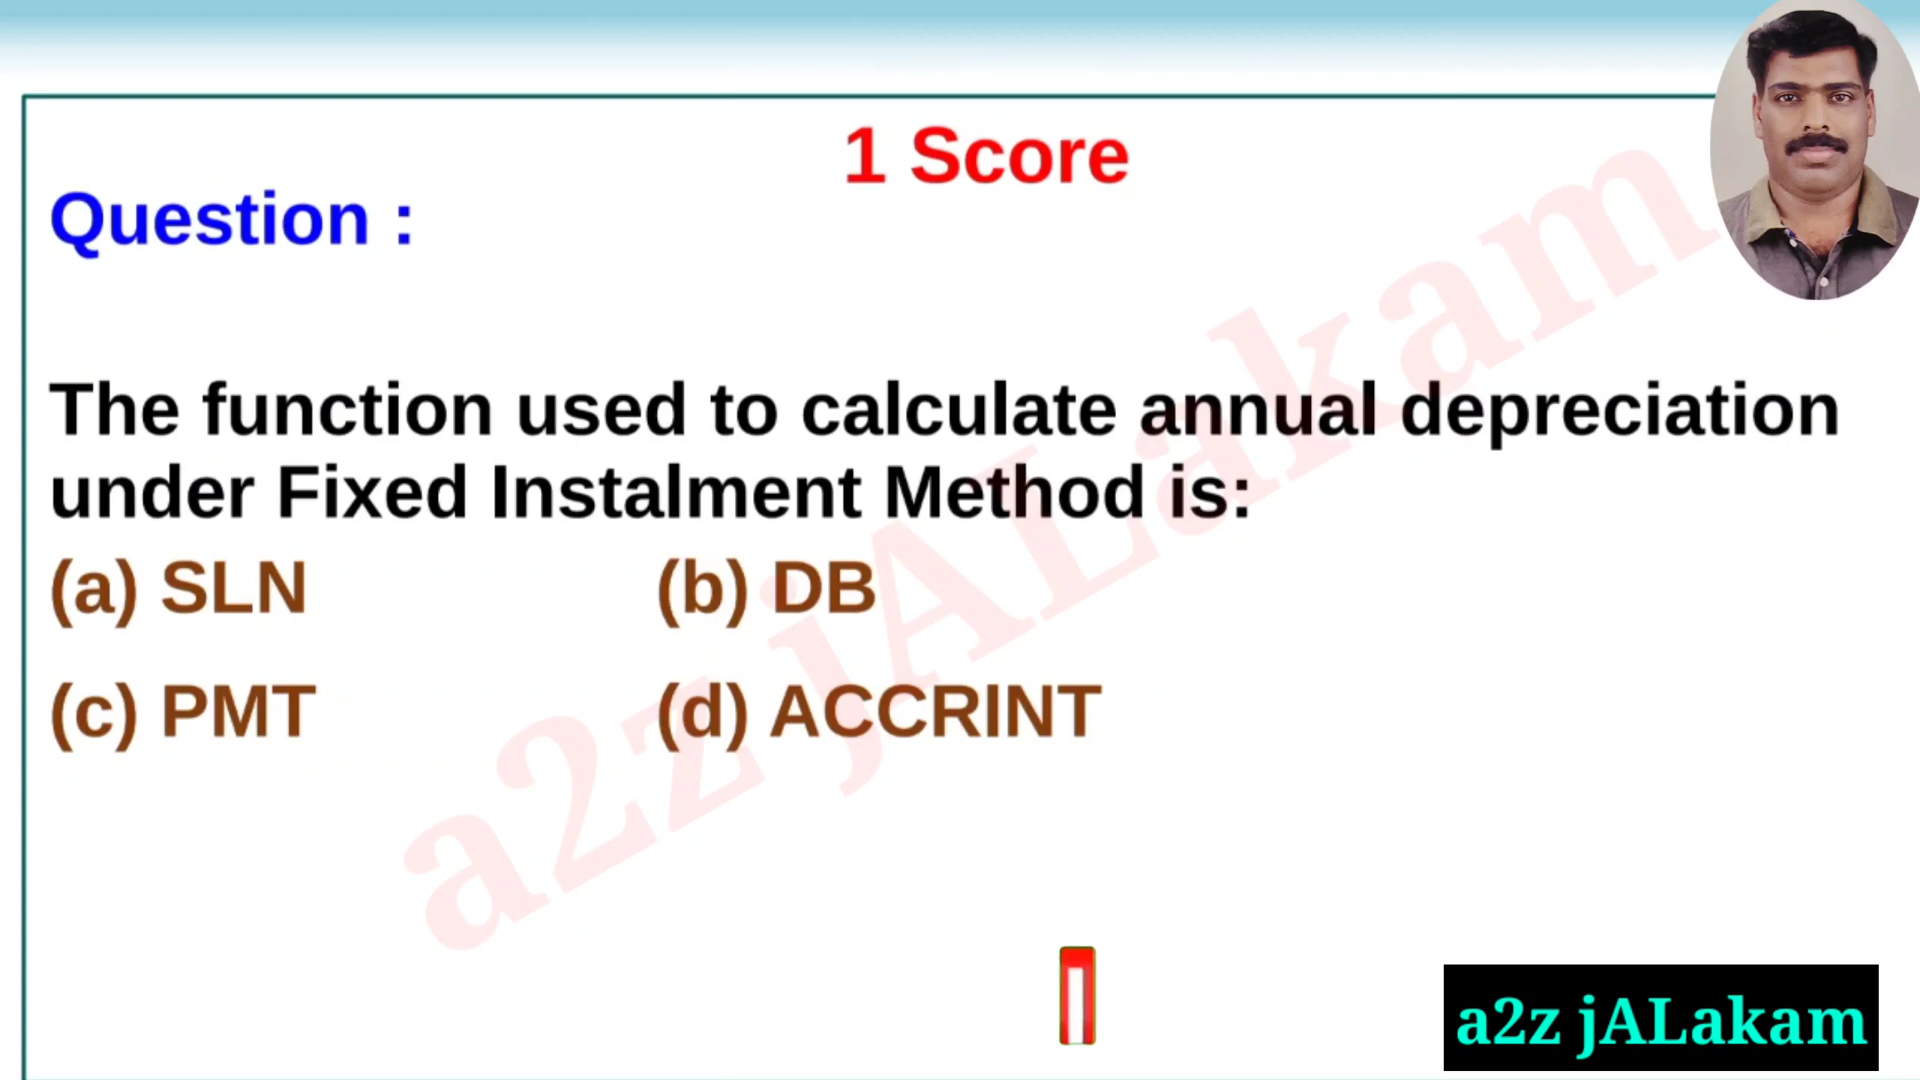 1 Score
Question :
The function used to calculate annual depreciation
under Fixed Instalment Method is:
(a) SLN (b) DB
(c) PMT (d) ACCRINT
a2z jALakam
a2z jALakam